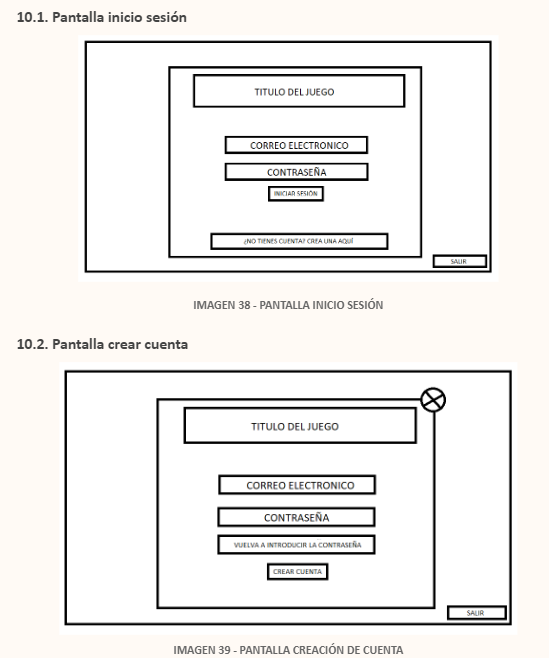 10.1. Pantalla inicio sesión
TITULO DEL JUEGO
CORREO ELECTRONICO
CONTRASEÑA
INICIAR SESIÓN
¿NO TIENES CUENTA? CREA UNA AQUÍ
SALIR
IMAGEN 38 - PANTALLA INICIO SESIÓN
10.2. Pantalla crear cuenta
TITULO DEL JUEGO
CORREO ELECTRONICO
CONTRASEÑA
VUELVA A INTRODUCIR LA CONTRASEÑA
CREAR CUENTA
SALIR
IMAGEN 39 - PANTALLA CREACIÓN DE CUENTA